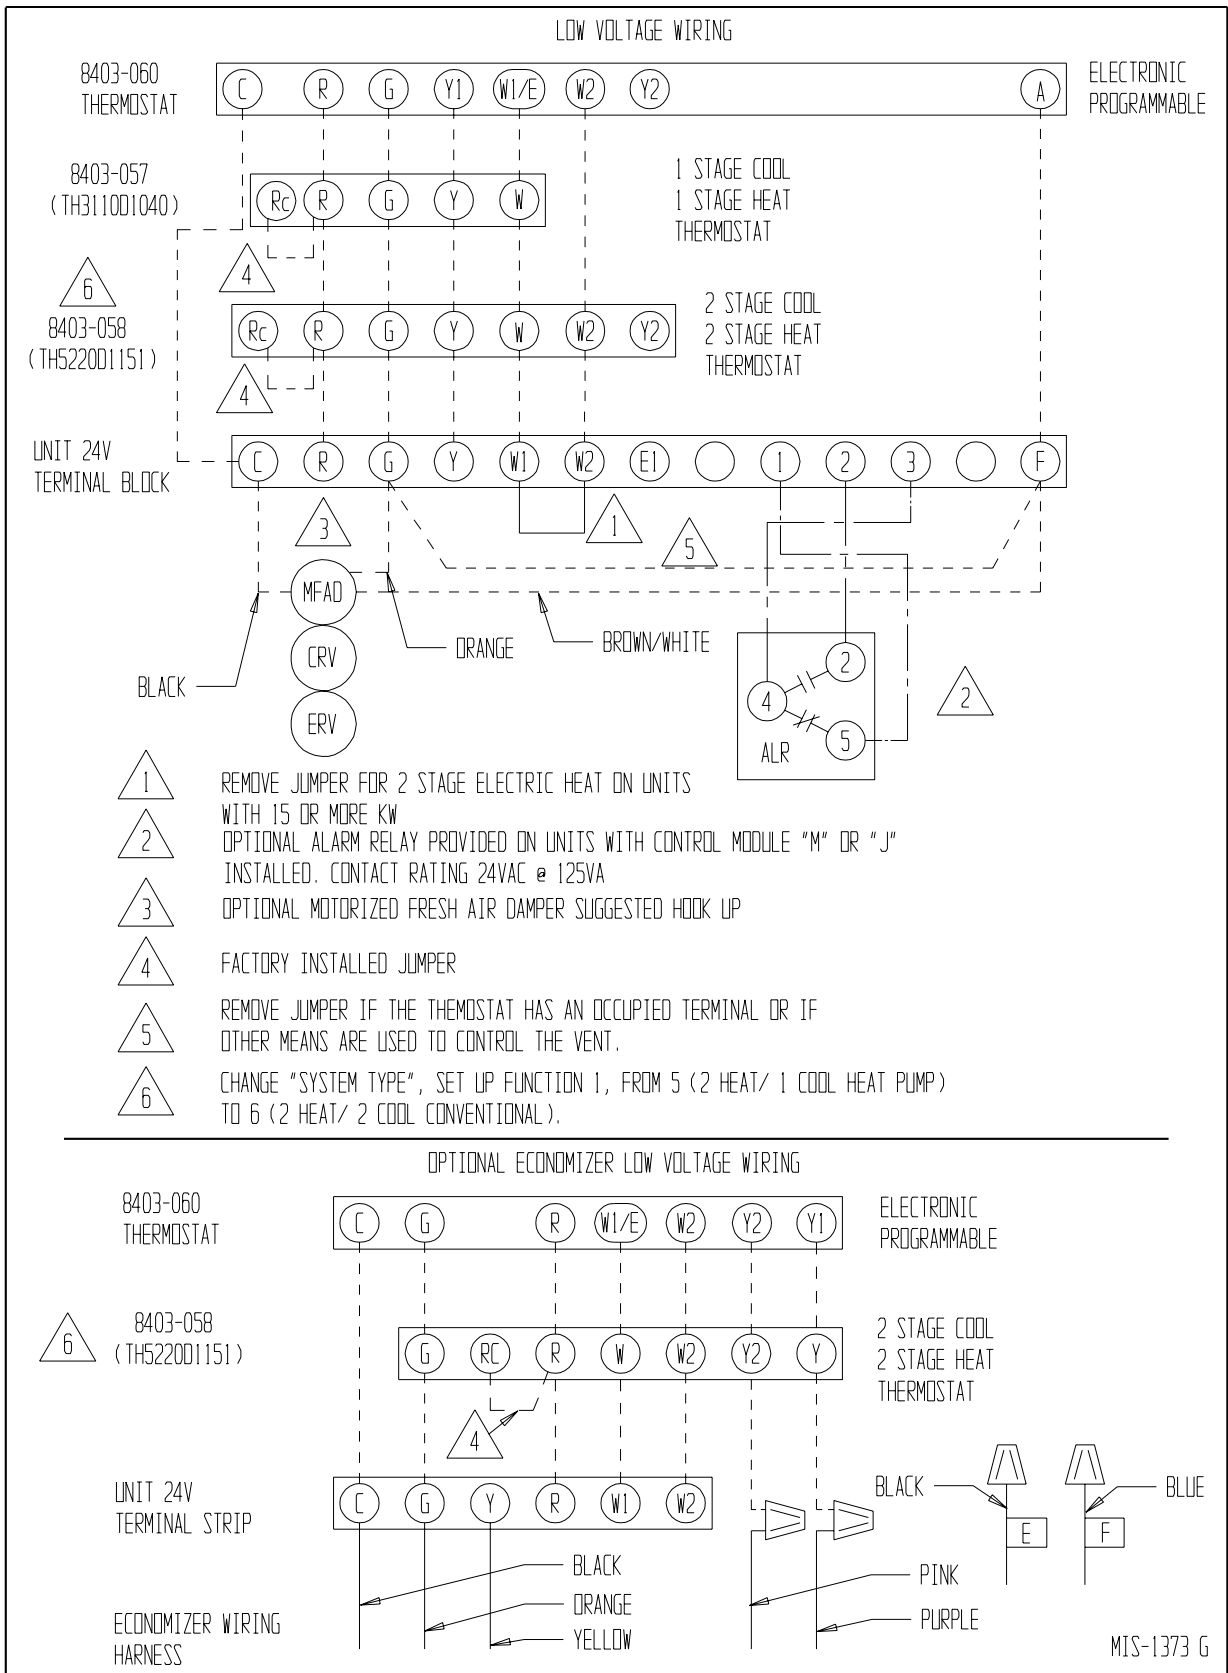 LOW VOLTAGE WIRING
8403-060
THERMOSTAT
C R G Y1 W1/E W2 Y2 A
ELECTRONIC
PROGRAMMABLE
8403-057
(TH3110D1040)
Rc R G Y W
1 STAGE COOL
1 STAGE HEAT
THERMOSTAT
4
6
8403-058
(TH5220D1151)
Rc R G Y W W2 Y2
2 STAGE COOL
2 STAGE HEAT
THERMOSTAT
4
UNIT 24V
TERMINAL BLOCK
C R G Y W1 W2 E1 1 2 3 F
3
1
5
MFAD
CRV
ERV
BLACK
ORANGE
BROWN/WHITE
2
4
5
ALR
2
1 REMOVE JUMPER FOR 2 STAGE ELECTRIC HEAT ON UNITS
WITH 15 OR MORE KW
2 OPTIONAL ALARM RELAY PROVIDED ON UNITS WITH CONTROL MODULE "M" OR "J"
INSTALLED. CONTACT RATING 24VAC @ 125VA
3 OPTIONAL MOTORIZED FRESH AIR DAMPER SUGGESTED HOOK UP
4 FACTORY INSTALLED JUMPER
5 REMOVE JUMPER IF THE THEMOSTAT HAS AN OCCUPIED TERMINAL OR IF
OTHER MEANS ARE USED TO CONTROL THE VENT.
6 CHANGE "SYSTEM TYPE", SET UP FUNCTION 1, FROM 5 (2 HEAT/ 1 COOL HEAT PUMP)
TO 6 (2 HEAT/ 2 COOL CONVENTIONAL).
OPTIONAL ECONOMIZER LOW VOLTAGE WIRING
8403-060
THERMOSTAT
C G R W1/E W2 Y2 Y1
ELECTRONIC
PROGRAMMABLE
6
8403-058
(TH5220D1151)
G RC R W W2 Y2 Y
2 STAGE COOL
2 STAGE HEAT
THERMOSTAT
4
UNIT 24V
TERMINAL STRIP
C G Y R W1 W2
BLACK
BLUE
E
F
BLACK
ORANGE
YELLOW
PINK
PURPLE
ECONOMIZER WIRING
HARNESS
MIS-1373 G